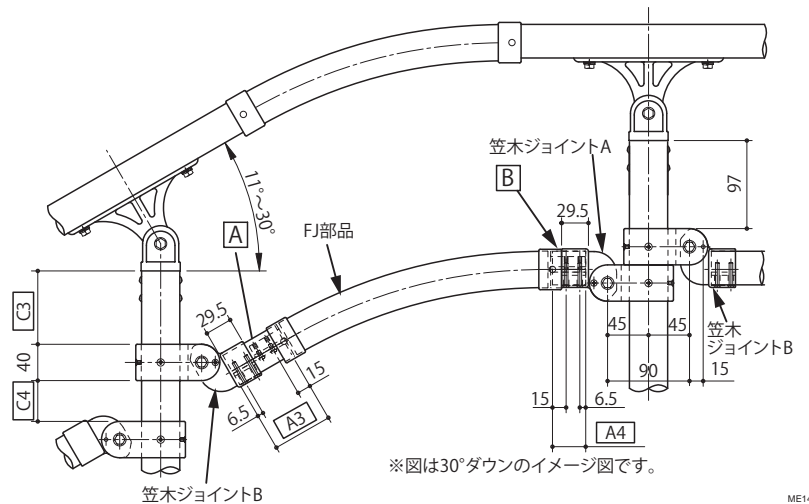 11°～30°
笠木ジョイントA
97
B
29.5
FJ部品
A
C3
29.5
40
15
C4
6.5
A3
45
45
笠木
ジョイントB
90
15
15
6.5
A4
※図は30°ダウンのイメージ図です。
笠木ジョイントB